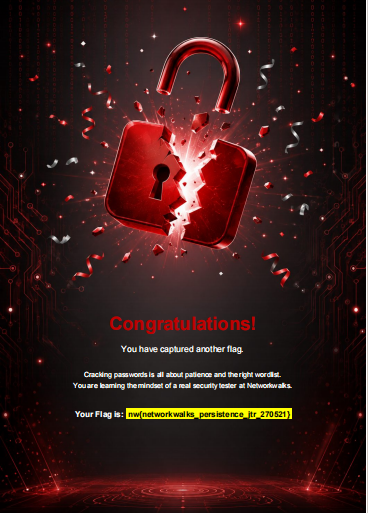 Congratulations!
You have captured another flag.
Cracking passwords is all about patience and the right wordlist.
You are learning the mindset of a real security tester at Networkwalks.
Your Flag is: nw{networkwalks_persistence_jtr_270521}